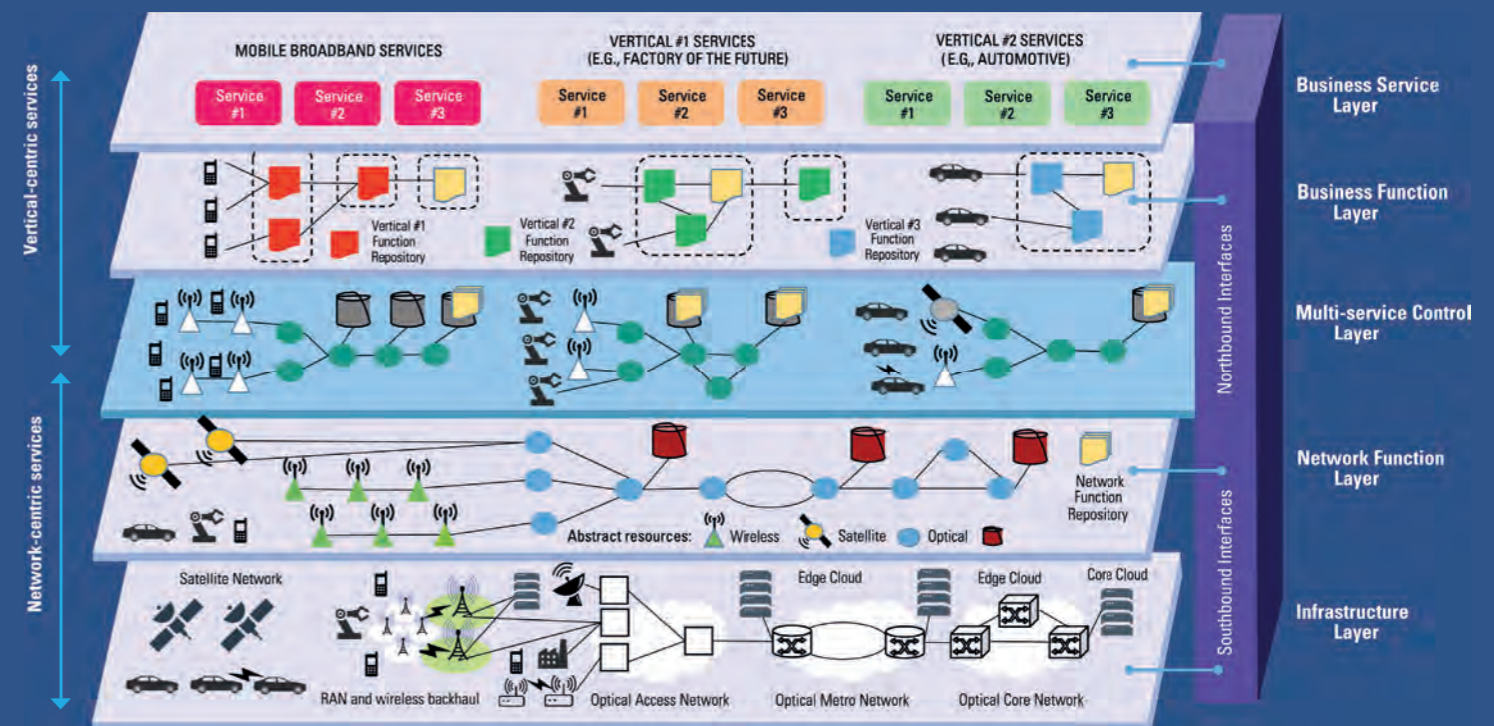 MOBILE BROADBAND SERVICES
VERTICAL #1 SERVICES
(E.G., FACTORY OF THE FUTURE)
VERTICAL #2 SERVICES
(E.G,, AUTOMOTIVE)
Service
#1
Service
#2
Service
#3
Service
#1
Service
#2
Service
#3
Service
#1
Service
#2
Service
#3
Business Service
Layer
Vertical-centric services
Vertical #1
Function
Repository
Vertical #2
Function
Repository
Vertical #3
Function
Repository
Business Function
Layer
Northbound Interfaces
Multi-service Control
Layer
Network-centric services
Network
Function
Repository
Abstract resources:
Wireless
Satellite
Optical
Network Function
Layer
Southbound Interfaces
Satellite Network
Edge Cloud
Edge Cloud
Core Cloud
RAN and wireless backhaul
Optical Access Network
Optical Metro Network
Optical Core Network
Infrastructure
Layer